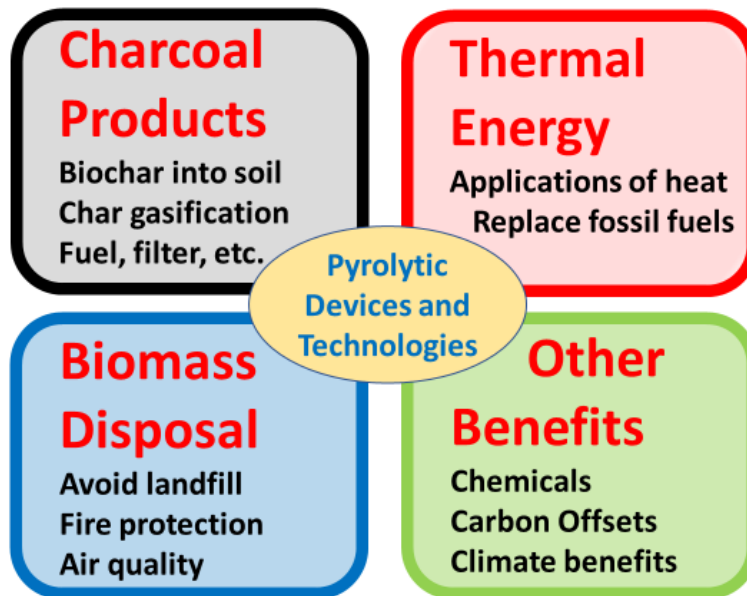 Charcoal
Products
Biochar into soil
Char gasification
Fuel, filter, etc.
Thermal
Energy
Applications of heat
Replace fossil fuels
Pyrolytic
Devices and
Technologies
Biomass
Disposal
Avoid landfill
Fire protection
Air quality
Other
Benefits
Chemicals
Carbon Offsets
Climate benefits